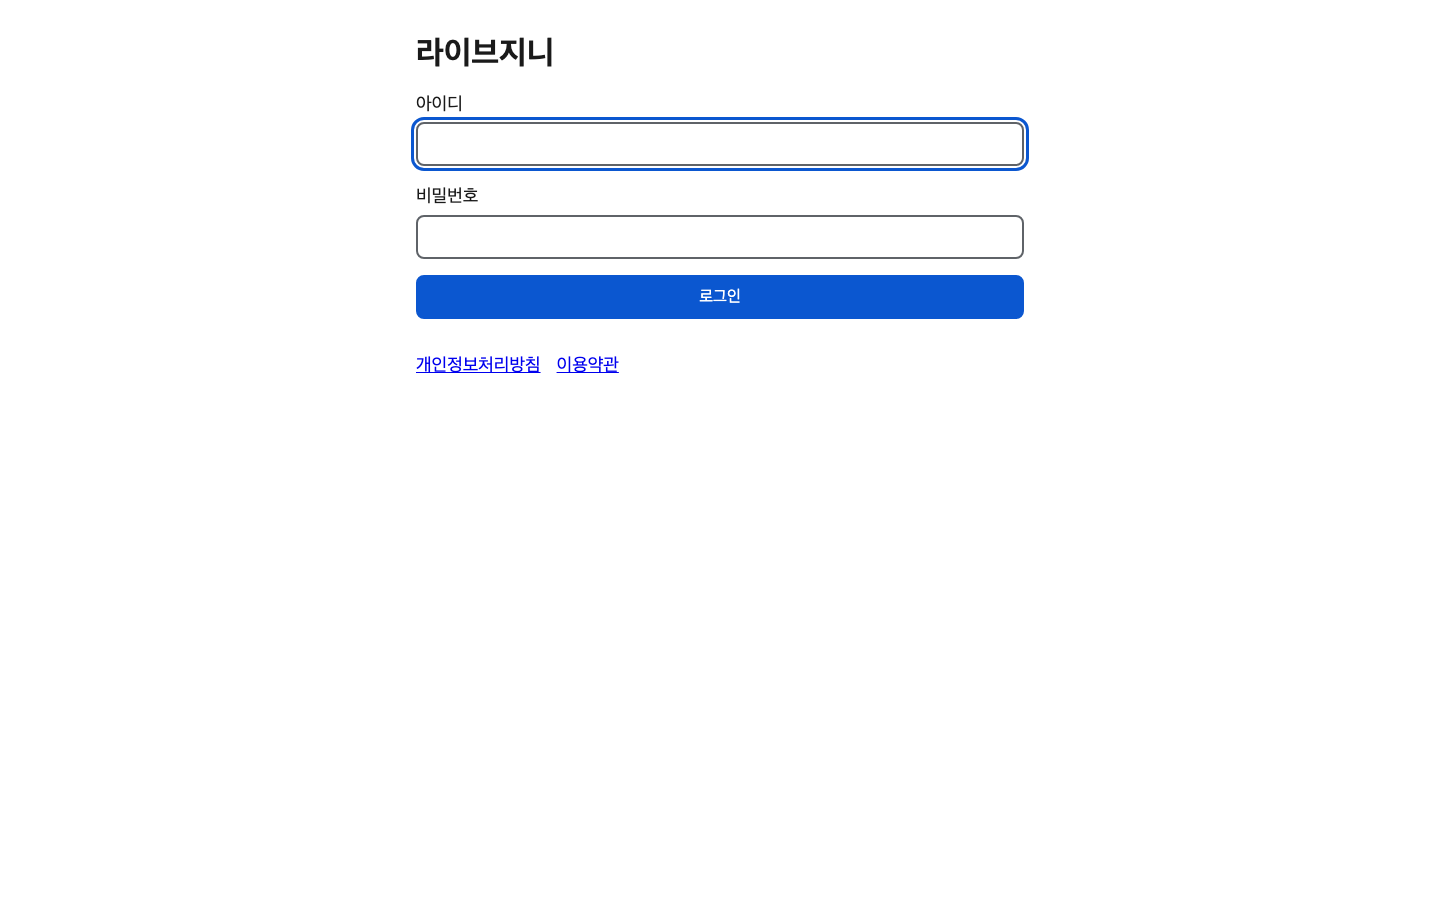 라이브지니
아이디
비밀번호
로그인
개인정보처리방침 이용약관